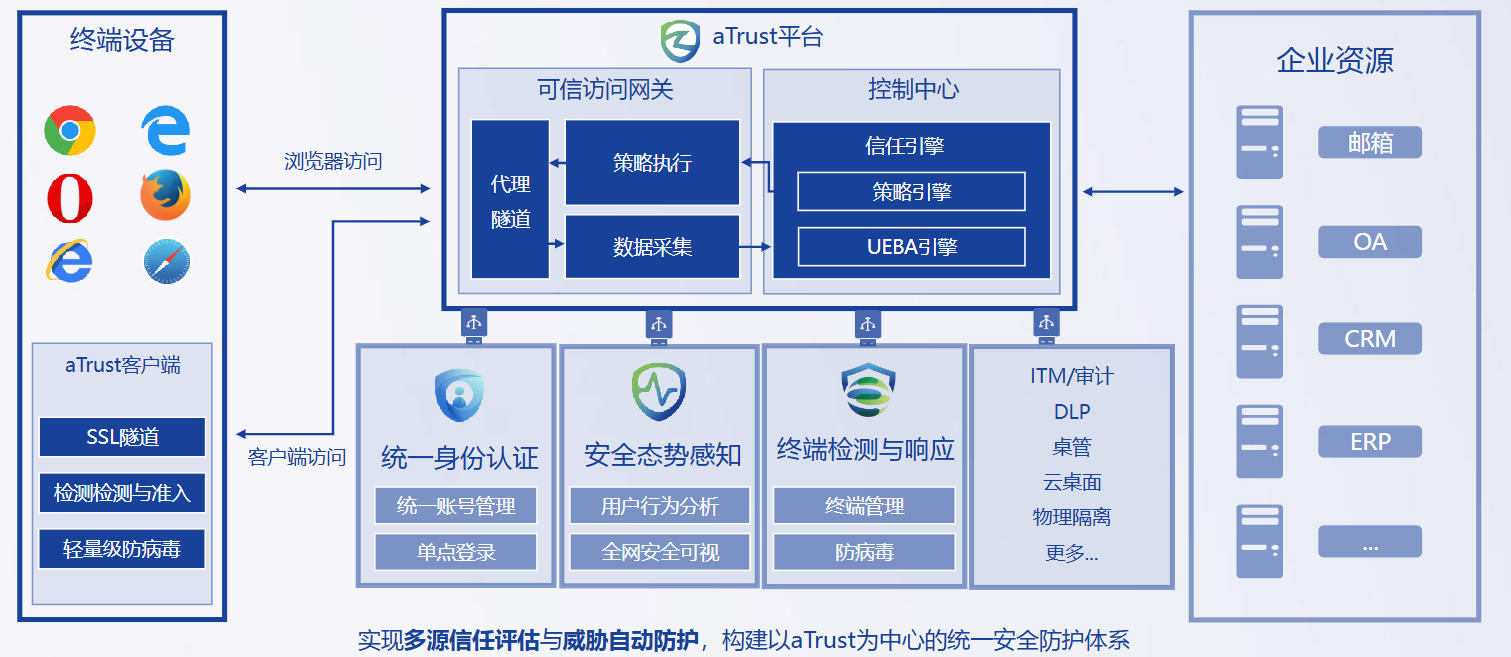 终端设备
aTrust客户端
SSL隧道
检测检测与准入
轻量级防病毒
浏览器访问
客户端访问
aTrust平台
可信访问网关
代理
隧道
策略执行
数据采集
控制中心
信任引擎
策略引擎
UEBA引擎
统一身份认证
统一账号管理
单点登录
安全态势感知
用户行为分析
全网安全可视
终端检测与响应
终端管理
防病毒
ITM/审计
DLP
桌管
云桌面
物理隔离
更多...
企业资源
邮箱
OA
CRM
ERP
...
实现多源信任评估与威胁自动防护，构建以aTrust为中心的统一安全防护体系